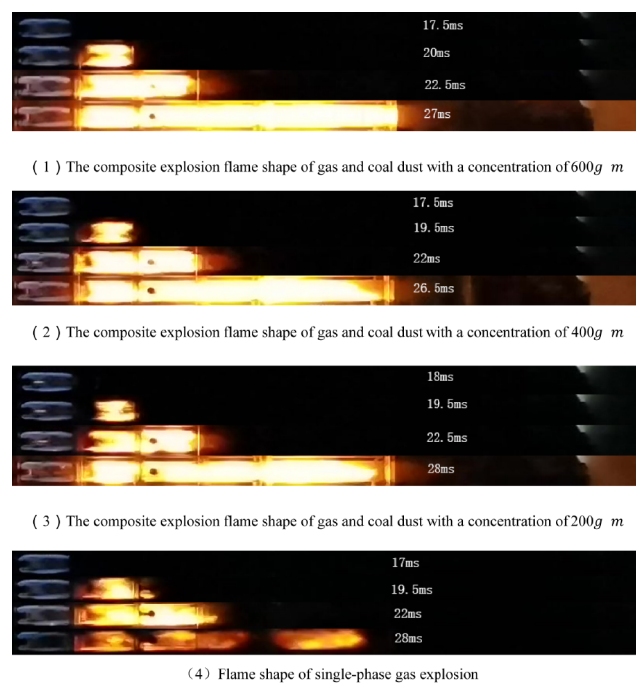 17.5ms
20ms
22.5ms
27ms
(1) The composite explosion flame shape of gas and coal dust with a concentration of 600g m
17.5ms
19.5ms
22ms
26.5ms
(2) The composite explosion flame shape of gas and coal dust with a concentration of 400g m
18ms
19.5ms
22.5ms
28ms
(3) The composite explosion flame shape of gas and coal dust with a concentration of 200g m
17ms
19.5ms
22ms
28ms
(4) Flame shape of single-phase gas explosion